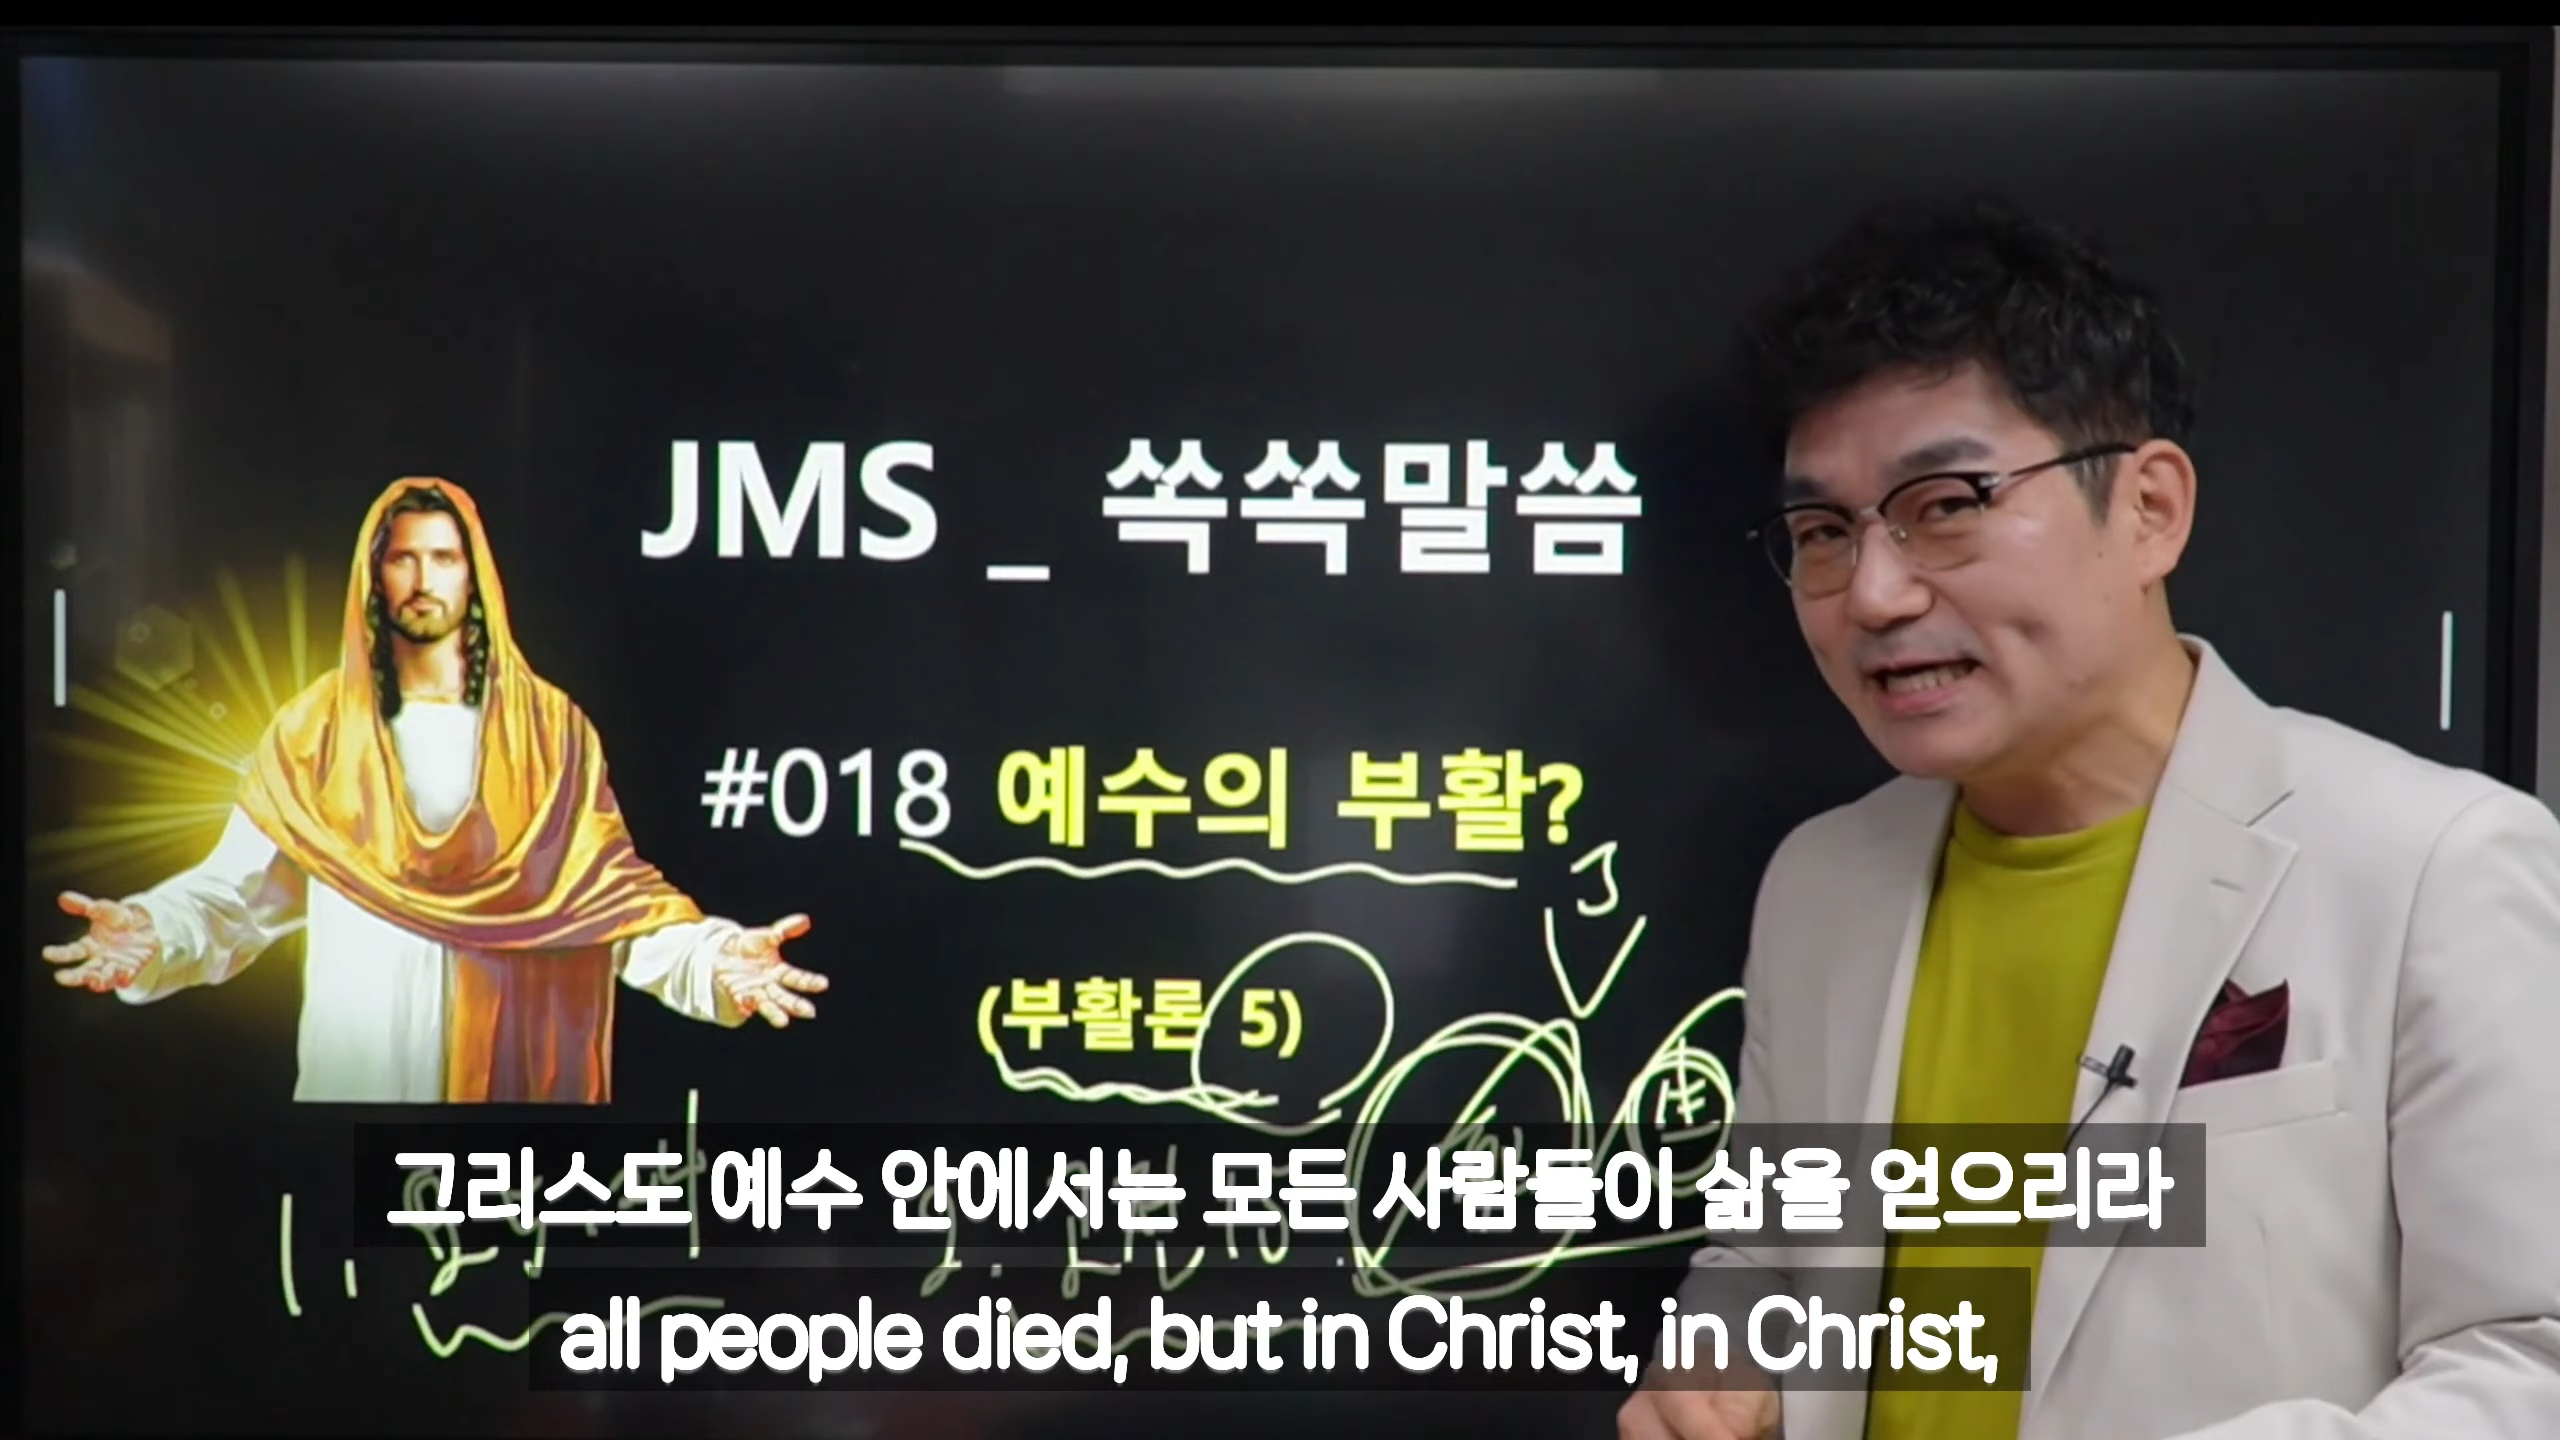 JMS _ 쏙쏙말씀
#018 예수의 부활?
(부활론 5)
그리스도 예수 안에서는 모든 사람들이 삶을 얻으리라
all people died, but in Christ, in Christ,